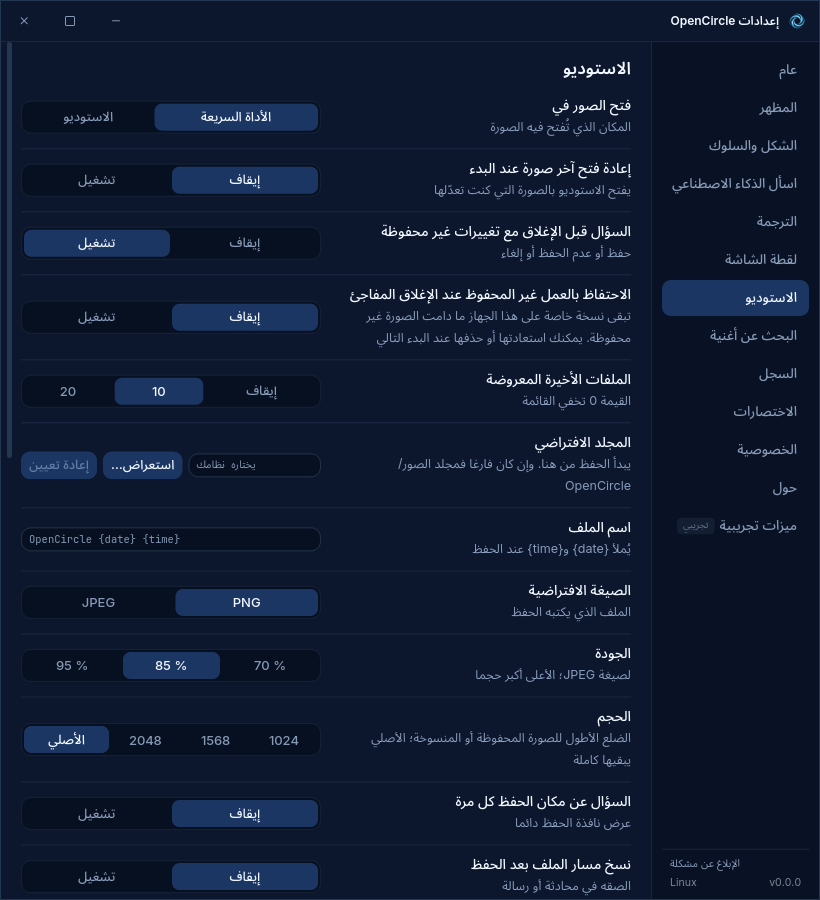 إعدادات OpenCircle
عام
المظهر
الشكل والسلوك
اسأل الذكاء الاصطناعي
الترجمة
لقطة الشاشة
الاستوديو
البحث عن أغنية
السجل
الاختصارات
الخصوصية
حول
ميزات تجريبية تجريبي
الإبلاغ عن مشكلة
v0.0.0 Linux
الاستوديو
فتح الصور في
المكان الذي تُفتح فيه الصورة
الأداة السريعة الاستوديو
إعادة فتح آخر صورة عند البدء
يفتح الاستوديو بالصورة التي كنت تعدّلها
إيقاف تشغيل
السؤال قبل الإغلاق مع تغييرات غير محفوظة
حفظ أو عدم الحفظ أو إلغاء
إيقاف تشغيل
الاحتفاظ بالعمل غير المحفوظ عند الإغلاق المفاجئ
تبقى نسخة خاصة على هذا الجهاز ما دامت الصورة غير
محفوظة. يمكنك استعادتها أو حذفها عند البدء التالي
إيقاف تشغيل
الملفات الأخيرة المعروضة
القيمة 0 تخفي القائمة
إيقاف 10 20
المجلد الافتراضي
يبدأ الحفظ من هنا. وإن كان فارغا فمجلد الصور/
OpenCircle
يختاره نظامك استعراض... إعادة تعيين
اسم الملف
يُملأ {date} و{time} عند الحفظ
OpenCircle {date} {time}
الصيغة الافتراضية
الملف الذي يكتبه الحفظ
PNG JPEG
الجودة
لصيغة JPEG؛ الأعلى أكبر حجما
70 % 85 % 95 %
الحجم
الضلع الأطول للصورة المحفوظة أو المنسوخة؛ الأصلي
يبقيها كاملة
1024 1568 2048 الأصلي
السؤال عن مكان الحفظ كل مرة
عرض نافذة الحفظ دائما
إيقاف تشغيل
نسخ مسار الملف بعد الحفظ
الصقه في محادثة أو رسالة
إيقاف تشغيل